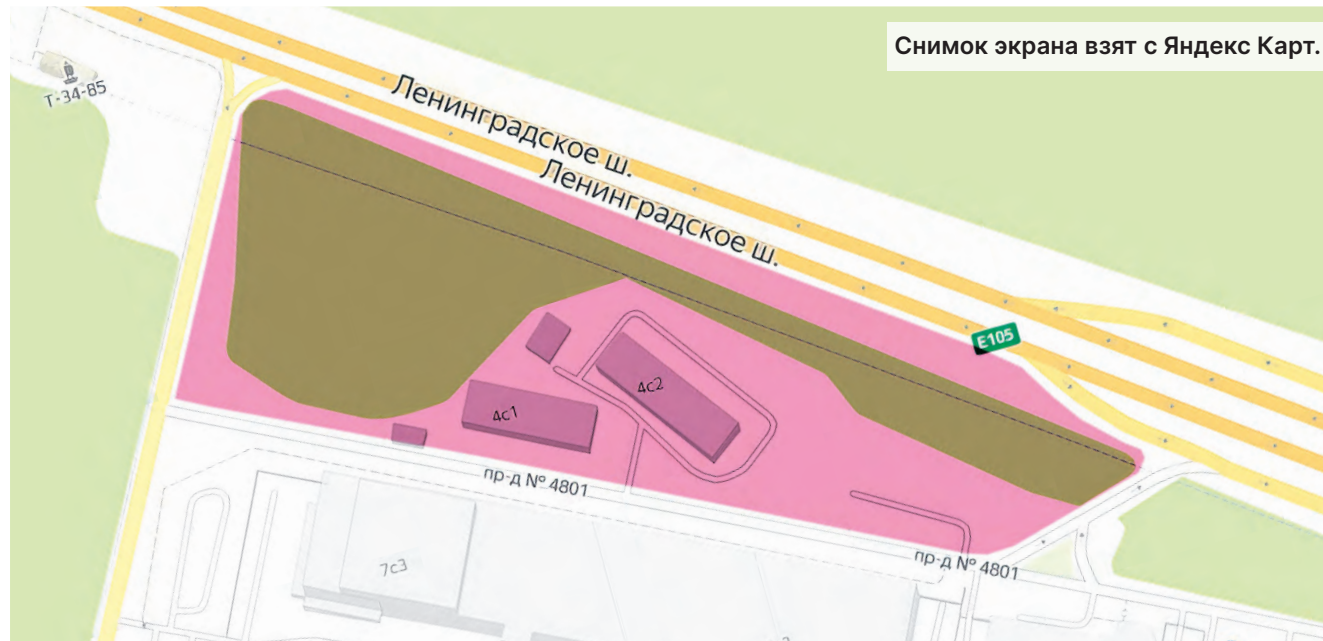 Снимок экрана взят с Яндекс Карт.
Т-34-85
Ленинградское ш.
Ленинградское ш.
E105
4с2
4с1
пр-д № 4801
пр-д № 4801
7с3